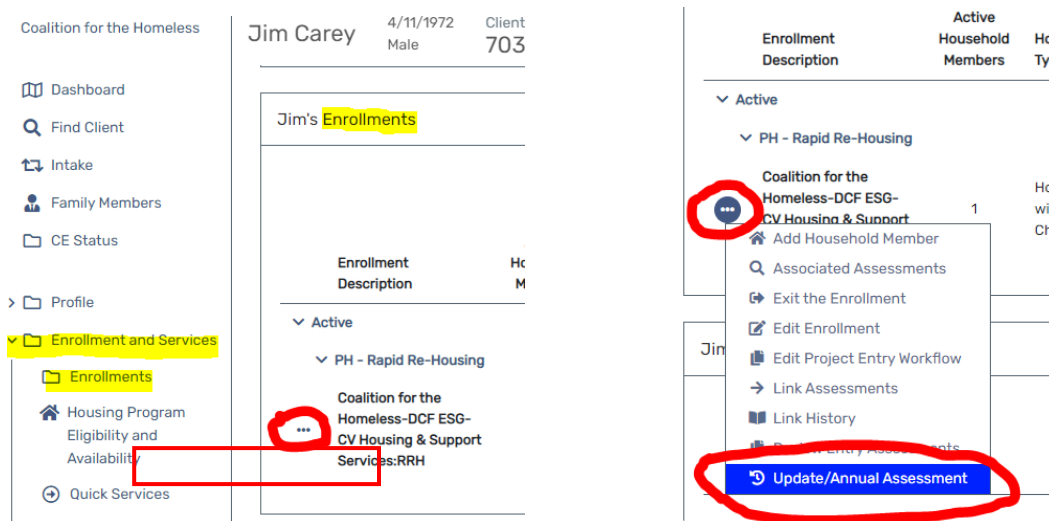 Coalition for the Homeless
Dashboard
Find Client
Intake
Family Members
CE Status
Profile
Enrollment and Services
Enrollments
Housing Program
Eligibility and
Availability
Quick Services
Jim Carey
4/11/1972
Male
Client
703
Jim's Enrollments
Enrollment
Description
Active
PH - Rapid Re-Housing
Coalition for the
Homeless-DCF ESG-
CV Housing & Support
Services:RRH
Enrollment
Description
Active
Household
Members
Active
PH - Rapid Re-Housing
Coalition for the
Homeless-DCF ESG-
CV Housing & Support
1
Add Household Member
Associated Assessments
Exit the Enrollment
Edit Enrollment
Edit Project Entry Workflow
Link Assessments
Link History
Review Entry Assessments
Update/Annual Assessment
Jim